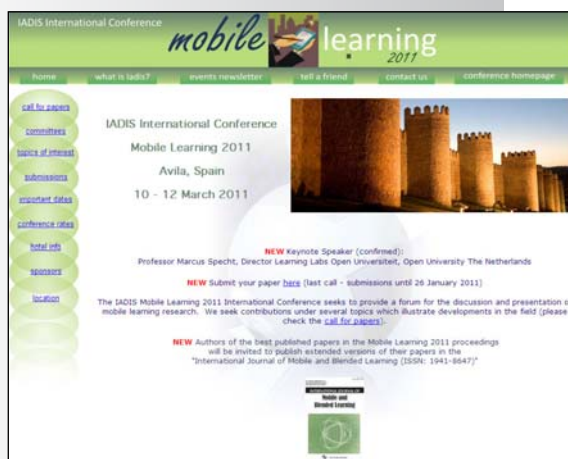 IADIS International Conference
mobile learning
2011
home what is iadis? events newsletter tell a friend contact us conference homepage
call for papers
committees
topics of interest
submissions
important dates
conference rates
hotel info
sponsors
location
IADIS International Conference
Mobile Learning 2011
Avila, Spain
10 - 12 March 2011
NEW Keynote Speaker (confirmed):
Professor Marcus Specht, Director Learning Labs Open Universiteit, Open University The Netherlands
NEW Submit your paper here (last call - submissions until 26 January 2011)
The IADIS Mobile Learning 2011 International Conference seeks to provide a forum for the discussion and presentation o
mobile learning research. We seek contributions under several topics which illustrate developments in the field (please
check the call for papers).
NEW Authors of the best published papers in the Mobile Learning 2011 proceedings
will be invited to publish extended versions of their papers in the
"International Journal of Mobile and Blended Learning (ISSN: 1941-8647)"
Mobile and
Blended Learning